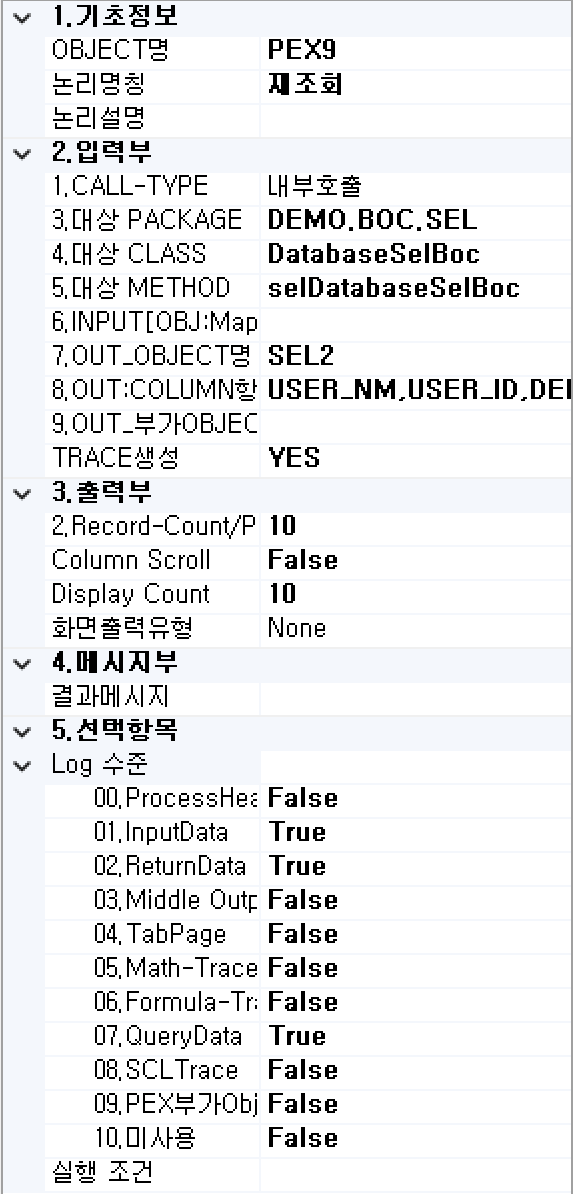 1.기초정보
OBJECT명 PEX9
논리명칭 재조회
논리설명
2.입력부
1.CALL-TYPE 내부호출
3.대상 PACKAGE DEMO.BOC.SEL
4.대상 CLASS DatabaseSelBoc
5.대상 METHOD selDatabaseSelBoc
6.INPUT[OBJ:Map
7.OUT_OBJECT명 SEL2
8.OUT:COLUMN항 USER_NM,USER_ID,DE
9.OUT_부가OBJEC
TRACE생성 YES
3.출력부
2.Record-Count/P 10
Column Scroll False
Display Count 10
화면출력유형 None
4.메시지부
결과메시지
5.선택항목
Log 수준
00.ProcessHea False
01.InputData True
02.ReturnData True
03.Middle Outp False
04.TabPage False
05.Math-Trace False
06.Formula-Tra False
07.QueryData True
08.SCLTrace False
09.PEX부가Obj False
10.미사용 False
실행 조건